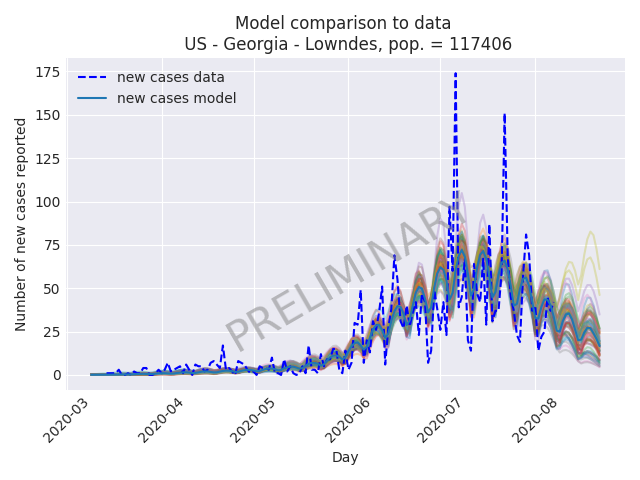 Model comparison to data
US - Georgia - Lowndes, pop. = 117406
new cases data
new cases model
PRELIMINARY
Number of new cases reported
175
150
125
100
75
50
25
0
2020-03
2020-04
2020-05
2020-06
2020-07
2020-08
Day